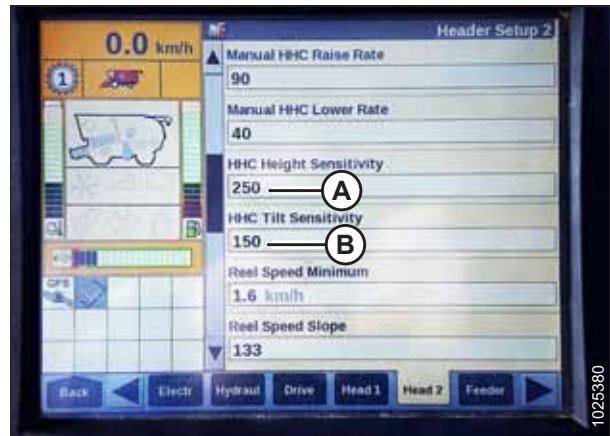 0.0 km/h
Header Setup 2
1
Manual HHC Raise Rate
90
Manual HHC Lower Rate
40
HHC Height Sensitivity
250
A
HHC Tilt Sensitivity
150
B
Reel Speed Minimum
1.6 km/h
Reel Speed Slope
133
GPS
Back
Electr
Hydraul
Drive
Head 1
Head 2
Feeder
1025380